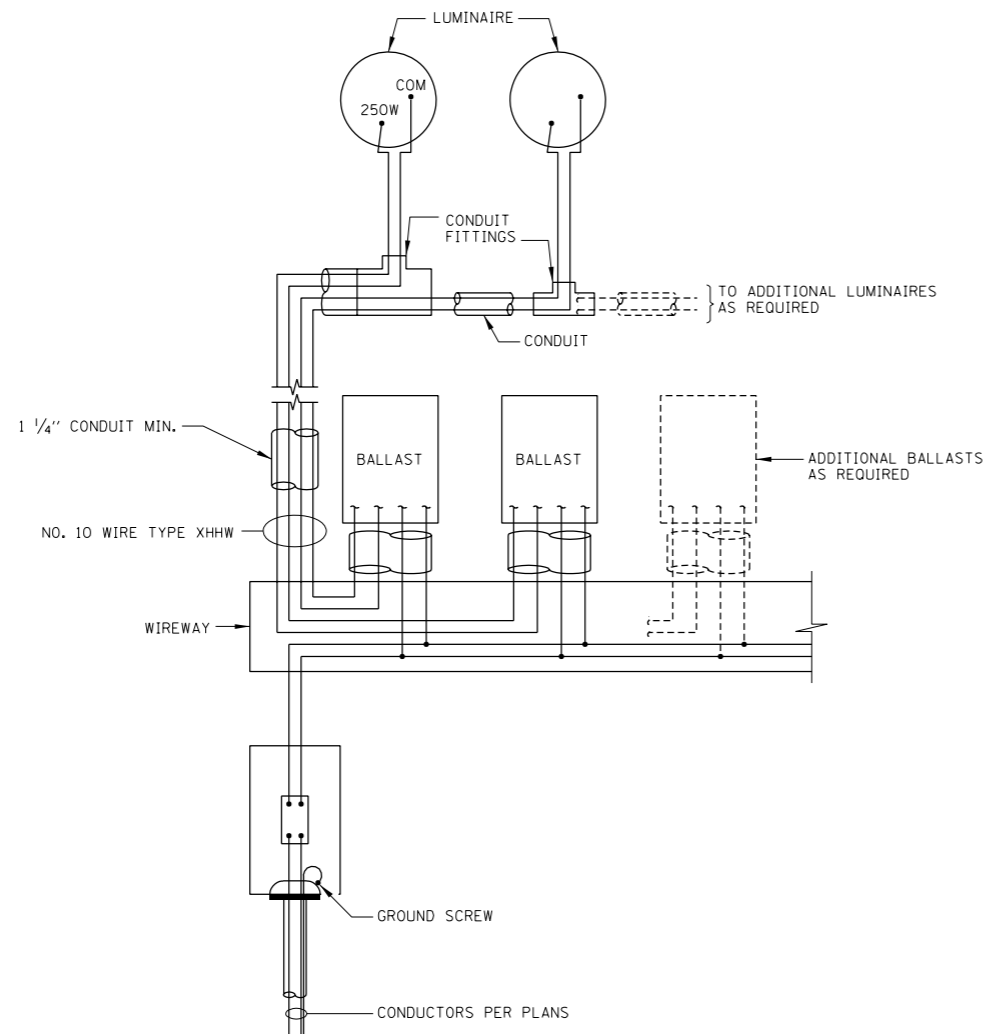 LUMINAIRE
COM
250W
CONDUIT
FITTINGS
TO ADDITIONAL LUMINAIRES
AS REQUIRED
CONDUIT
1 1/4'' CONDUIT MIN.
BALLAST
BALLAST
ADDITIONAL BALLASTS
AS REQUIRED
NO. 10 WIRE TYPE XHHW
WIREWAY
GROUND SCREW
CONDUCTORS PER PLANS